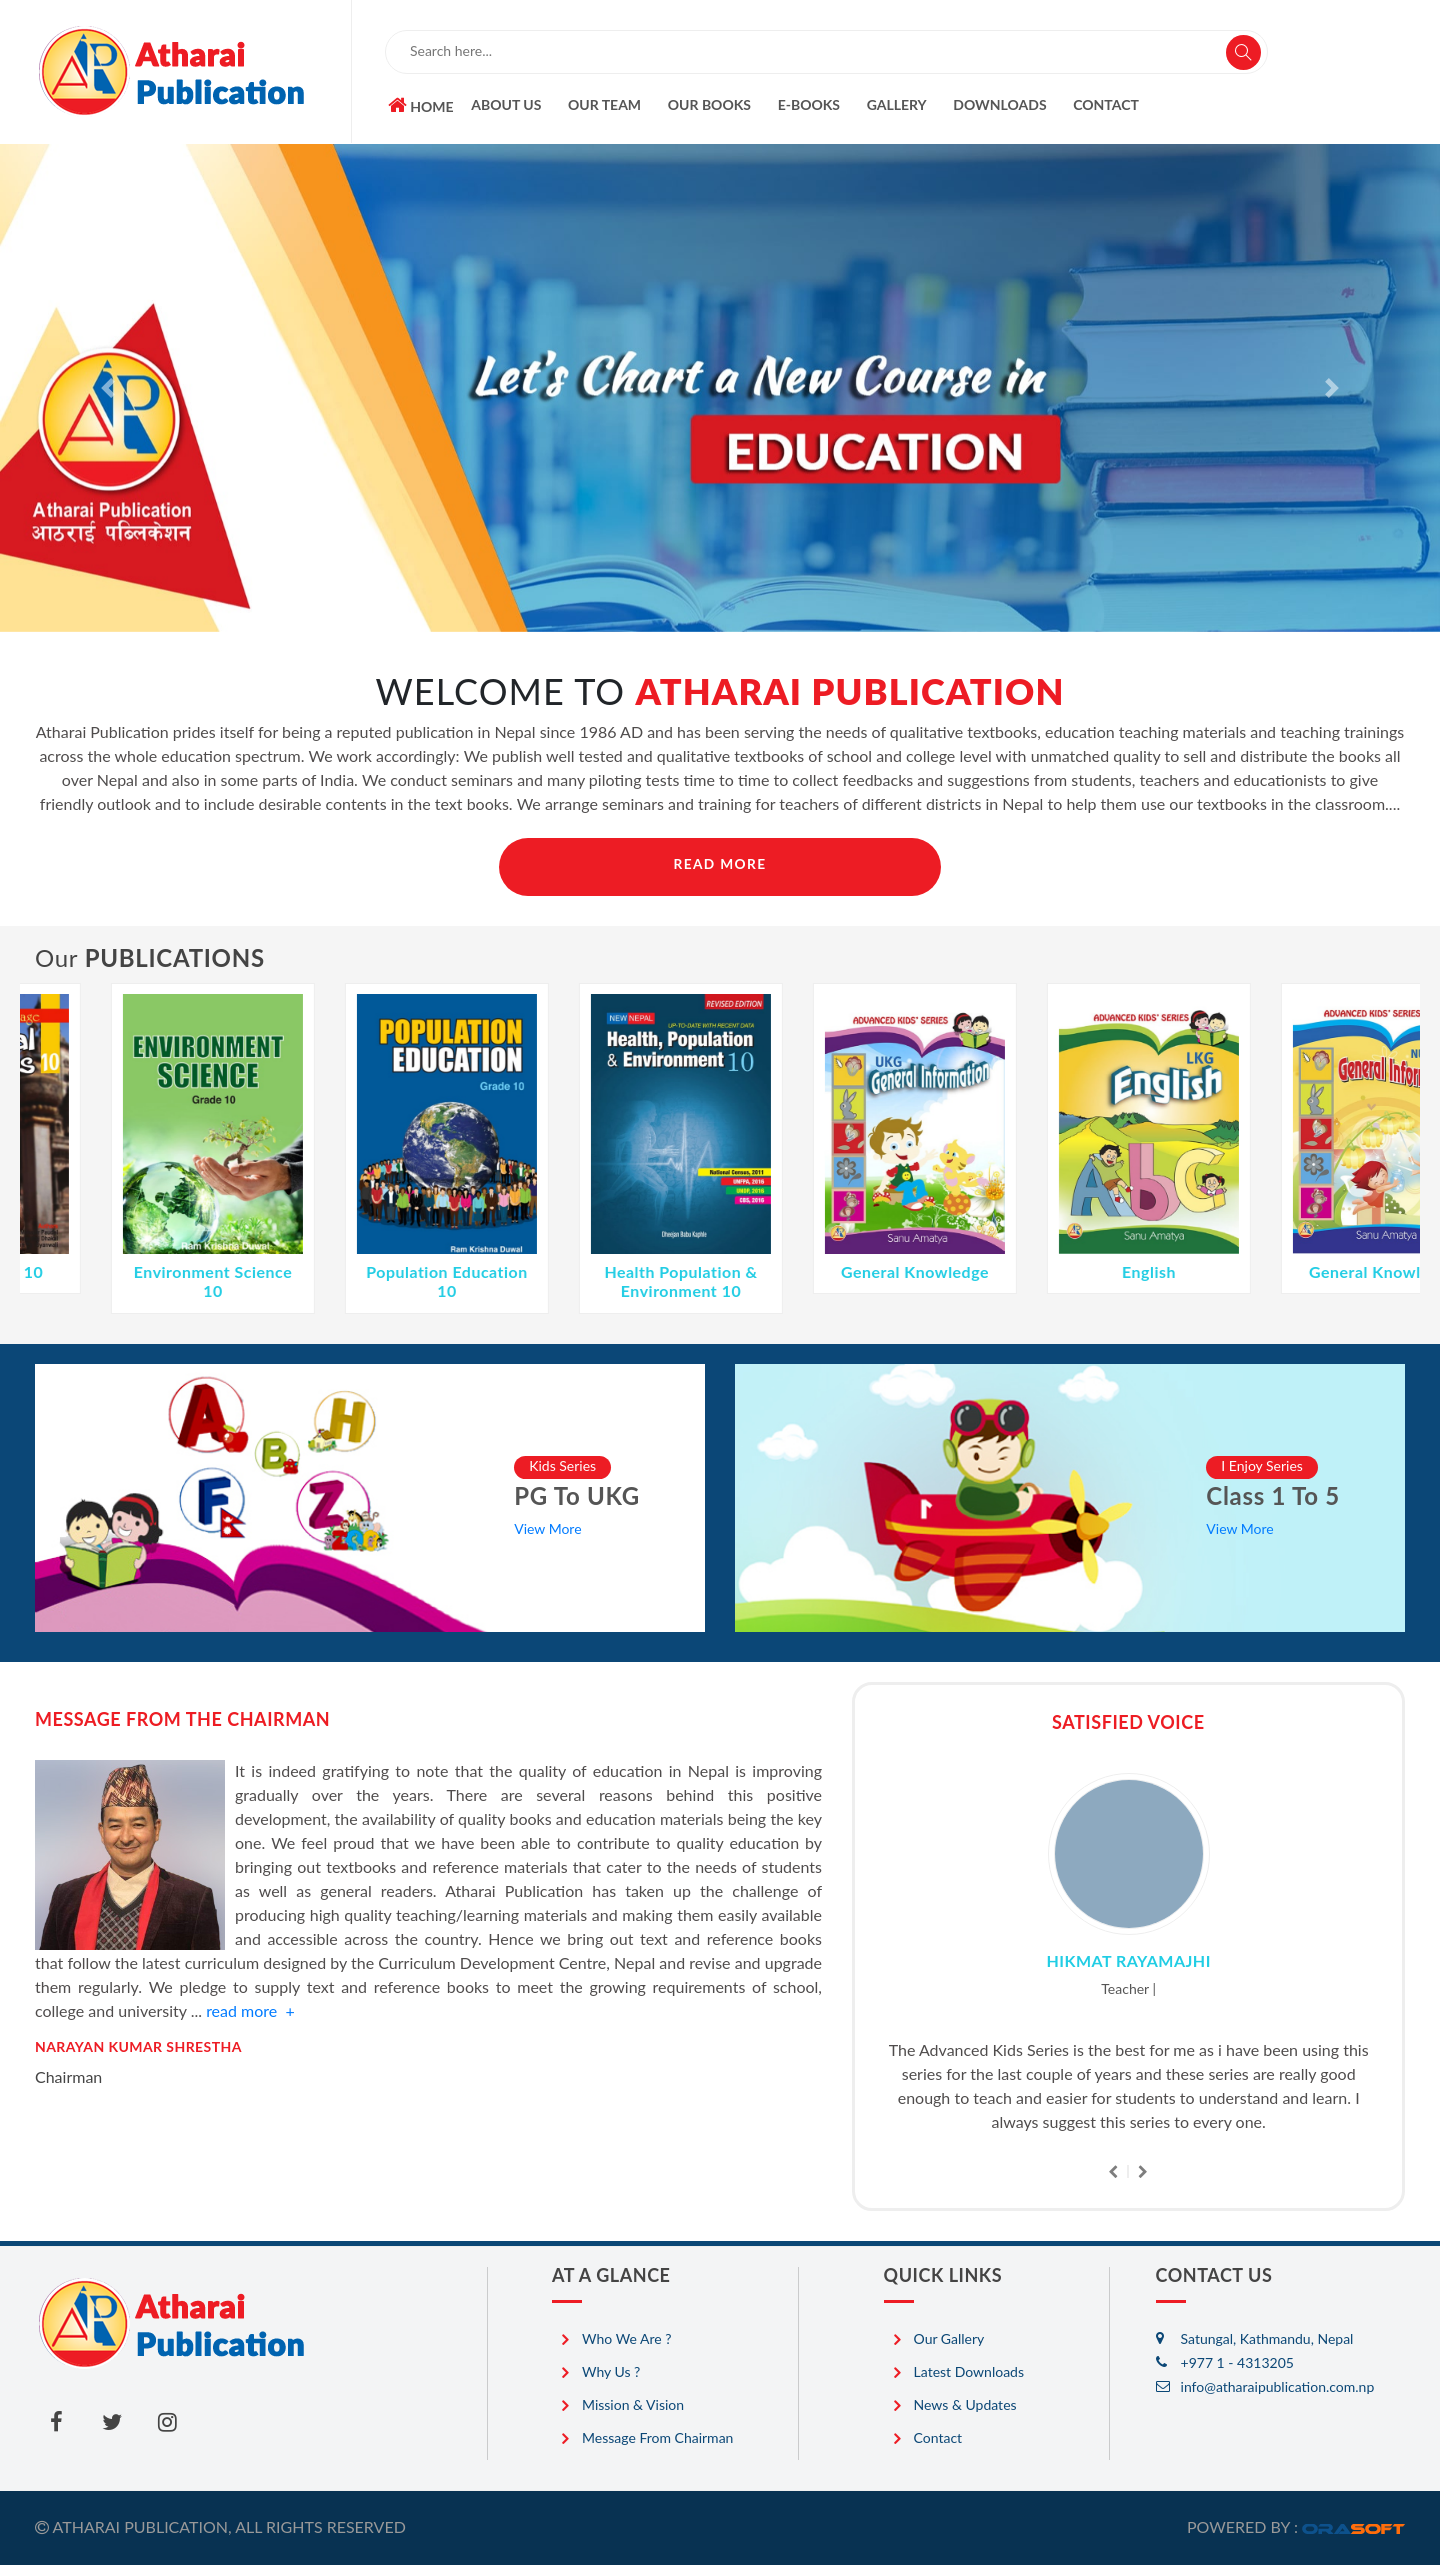 Atharai
Publication
Search here...
HOME ABOUT US OUR TEAM OUR BOOKS E-BOOKS GALLERY DOWNLOADS CONTACT
Let's Chart a New Course in
EDUCATION
Atharai Publication
आठराई पब्लिकेशन
WELCOME TO ATHARAI PUBLICATION
Atharai Publication prides itself for being a reputed publication in Nepal since 1986 AD and has been serving the needs of qualitative textbooks, education teaching materials and teaching trainings
across the whole education spectrum. We work accordingly: We publish well tested and qualitative textbooks of school and college level with unmatched quality to sell and distribute the books all
over Nepal and also in some parts of India. We conduct seminars and many piloting tests time to time to collect feedbacks and suggestions from students, teachers and educationists to give
friendly outlook and to include desirable contents in the text books. We arrange seminars and training for teachers of different districts in Nepal to help them use our textbooks in the classroom....
READ MORE
Our PUBLICATIONS
10
10
ENVIRONMENT
SCIENCE
Grade 10
Ram Krishna Duwal
Environment Science
10
POPULATION
EDUCATION
Grade 10
Ram Krishna Duwal
Population Education
10
REVISED EDITION
NEW NEPAL
UP-TO-DATE WITH RECENT DATA
Health, Population
& Environment 10
National Census, 2011
UNFPA, 2016
UNDP, 2016
CBS, 2016
Dheejan Babu Kaphle
Health Population &
Environment 10
ADVANCED KIDS' SERIES
UKG
General Information
Sanu Amatya
General Knowledge
ADVANCED KIDS' SERIES
LKG
English
Abc
Sanu Amatya
English
ADVANCED KIDS' SERIES
General Infor
Sanu Amatya
General Knowl
A H B F Z
Kids Series
PG To UKG
View More
1
I Enjoy Series
Class 1 To 5
View More
MESSAGE FROM THE CHAIRMAN
It is indeed gratifying to note that the quality of education in Nepal is improving
gradually over the years. There are several reasons behind this positive
development, the availability of quality books and education materials being the key
one. We feel proud that we have been able to contribute to quality education by
bringing out textbooks and reference materials that cater to the needs of students
as well as general readers. Atharai Publication has taken up the challenge of
producing high quality teaching/learning materials and making them easily available
and accessible across the country. Hence we bring out text and reference books
that follow the latest curriculum designed by the Curriculum Development Centre, Nepal and revise and upgrade
them regularly. We pledge to supply text and reference books to meet the growing requirements of school,
college and university ... read more +
NARAYAN KUMAR SHRESTHA
Chairman
SATISFIED VOICE
HIKMAT RAYAMAJHI
Teacher |
The Advanced Kids Series is the best for me as i have been using this
series for the last couple of years and these series are really good
enough to teach and easier for students to understand and learn. I
always suggest this series to every one.
Atharai
Publication
AT A GLANCE
Who We Are ?
Why Us ?
Mission & Vision
Message From Chairman
QUICK LINKS
Our Gallery
Latest Downloads
News & Updates
Contact
CONTACT US
Satungal, Kathmandu, Nepal
+977 1 - 4313205
info@atharaipublication.com.np
© ATHARAI PUBLICATION, ALL RIGHTS RESERVED
POWERED BY : ORASOFT